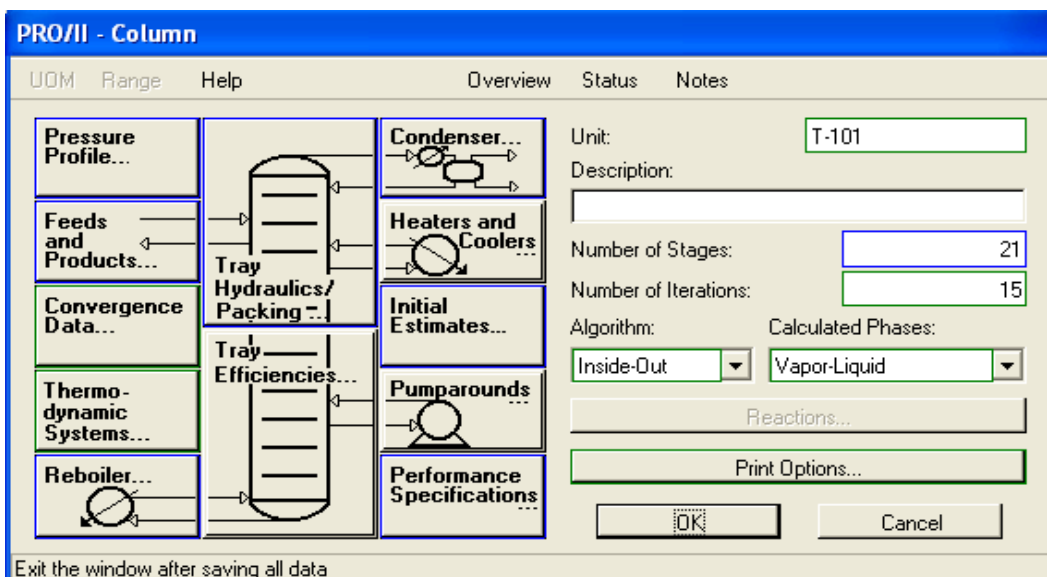 PRO/II - Column
UOM Range Help Overview Status Notes
Pressure
Profile...
Feeds
and
Products...
Convergence
Data...
Thermo-
dynamic
Systems...
Reboiler...
Tray
Hydraulics/
Packing -...
Tray
Efficiencies...
Condenser...
Heaters and
Coolers
...
Initial
Estimates...
Pumparounds
...
Performance
Specifications
...
Unit: T-101
Description:
Number of Stages: 21
Number of Iterations: 15
Algorithm: Calculated Phases:
Inside-Out Vapor-Liquid
Reactions...
Print Options...
OK Cancel
Exit the window after saving all data